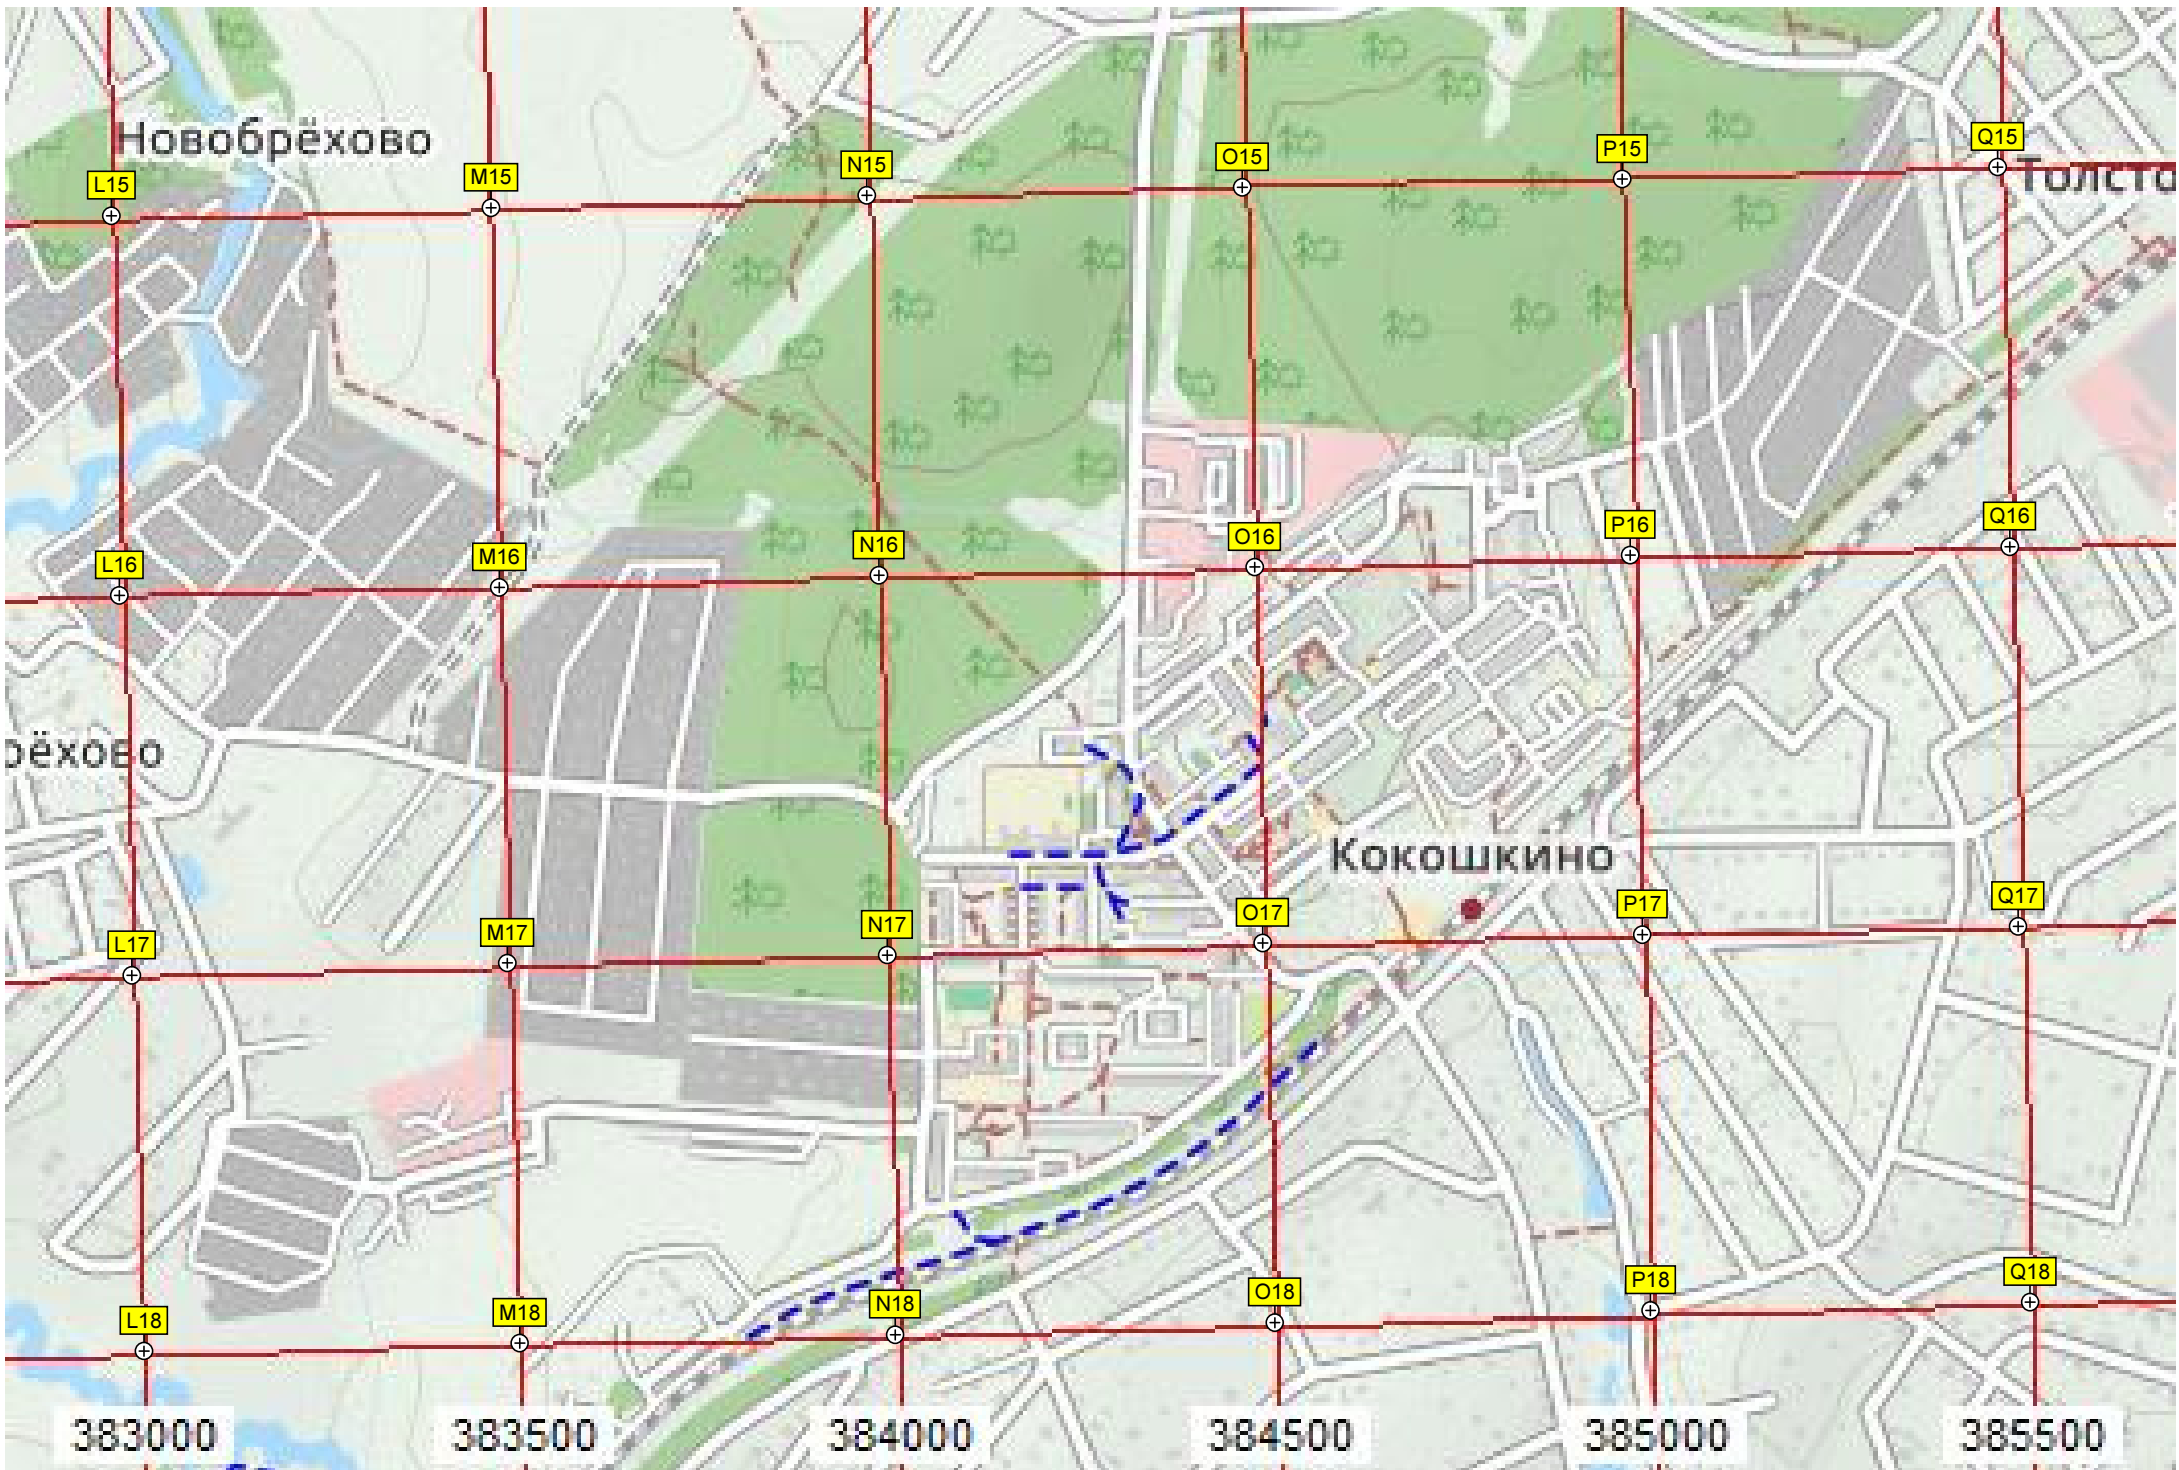 Новобрёхово
Q15
P15
O15
N15
M15
L15
Толсто
Q16
P16
O16
N16
M16
L16
рёхово
Кокошкино
Q17
P17
O17
N17
M17
L17
Q18
P18
O18
N18
M18
L18
383000 383500 384000 384500 385000 385500